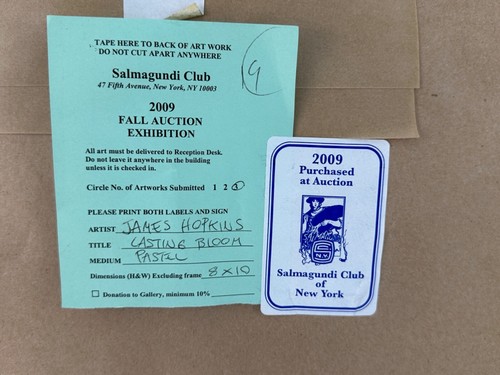 TAPE HERE TO BACK OF ART WORK
DO NOT CUT APART ANYWHERE
9
Salmagundi Club
47 Fifth Avenue, New York, NY 10003
2009
FALL AUCTION
EXHIBITION
All art must be delivered to Reception Desk.
Do not leave it anywhere in the building
unless it is checked in.
Circle No. of Artworks Submitted 1 2 3
PLEASE PRINT BOTH LABELS AND SIGN
ARTIST JAMES HOPKINS
TITLE LASTING BLOOM
MEDIUM PASTEL
Dimensions (H&W) Excluding frame 8 x 10
Donation to Gallery, minimum 10%
2009
Purchased
at Auction
Salmagundi Club
of
New York